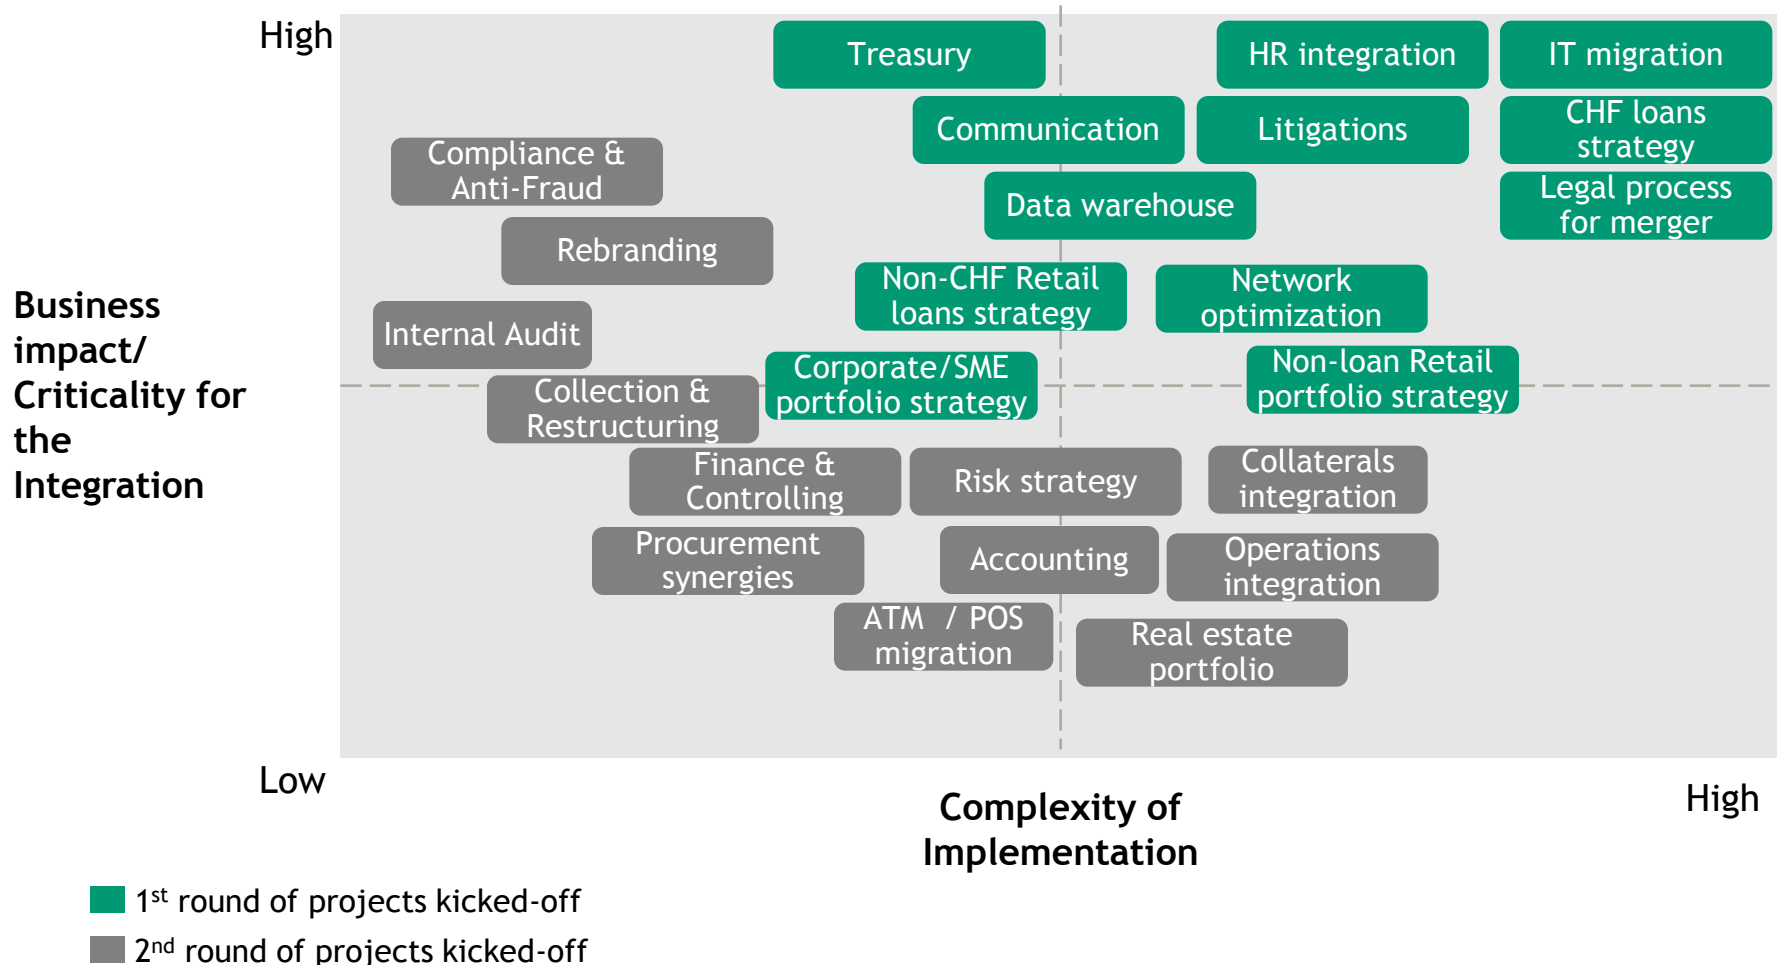 High
Treasury
HR integration
IT migration
Communication
Litigations
CHF loans
strategy
Compliance &
Anti-Fraud
Data warehouse
Legal process
for merger
Rebranding
Non-CHF Retail
loans strategy
Network
optimization
Business
impact/
Criticality for
the
Integration
Internal Audit
Corporate/SME
portfolio strategy
Non-loan Retail
portfolio strategy
Collection &
Restructuring
Finance &
Controlling
Risk strategy
Collaterals
integration
Procurement
synergies
Accounting
Operations
integration
ATM / POS
migration
Real estate
portfolio
Low
Complexity of
Implementation
High
1st round of projects kicked-off
2nd round of projects kicked-off